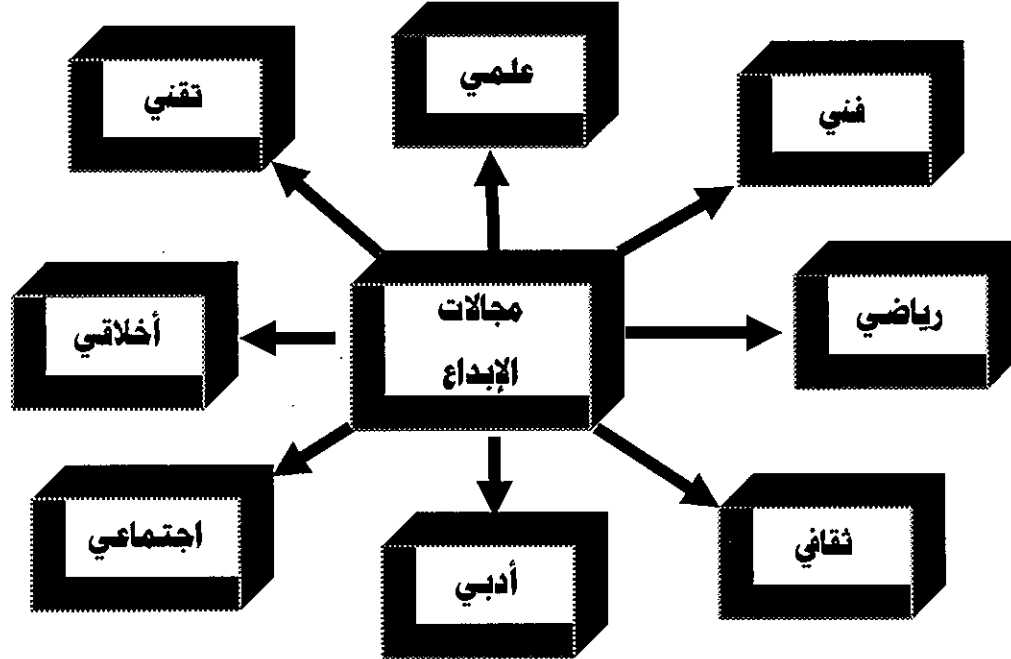 فني
علمي
تقني
رياضي
مجالات
الإبداع
أخلاقي
ثقافي
أدبي
اجتماعي